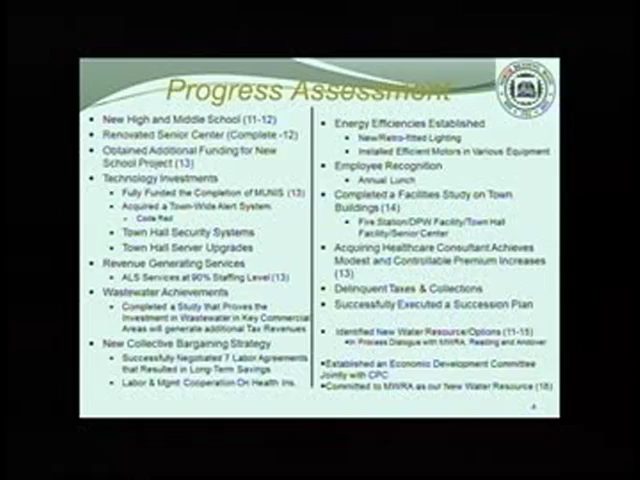 Progress Assessment
New High and Middle School (11-12)
Renovated Senior Center (Complete -12)
Obtained Additional Funding for New
School Project (13)
Technology Investments
Fully Funded the Completion of MUNIS (13)
Acquired a Town-Wide Alert System
Code Red
Town Hall Security Systems
Town Hall Server Upgrades
Revenue Generating Services
ALS Services at 90% Staffing Level (13)
Wastewater Achievements
Completed a Study that Proves the
Investment in Wastewater in Key Commercial
Areas will generate additional Tax Revenues
New Collective Bargaining Strategy
Successfully Negotiated 7 Labor Agreements
that Resulted in Long-Term Savings
Labor & Mgmt Cooperation On Health Ins.
Energy Efficiencies Established
New/Retro-fitted Lighting
Installed Efficient Motors in Various Equipment
Employee Recognition
Annual Lunch
Completed a Facilities Study on Town
Buildings (14)
Fire Station/DPW Facility/Town Hall
Facility/Senior Center
Acquiring Healthcare Consultant Achieves
Modest and Controllable Premium Increases
(13)
Delinquent Taxes & Collections
Successfully Executed a Succession Plan
Identified New Water Resource/Options (11-15)
In Process Dialogue with MWRA, Reading and Andover
Established an Economic Development Committee
Jointly with CPC
Committed to MWRA as our New Water Resource (16)
4